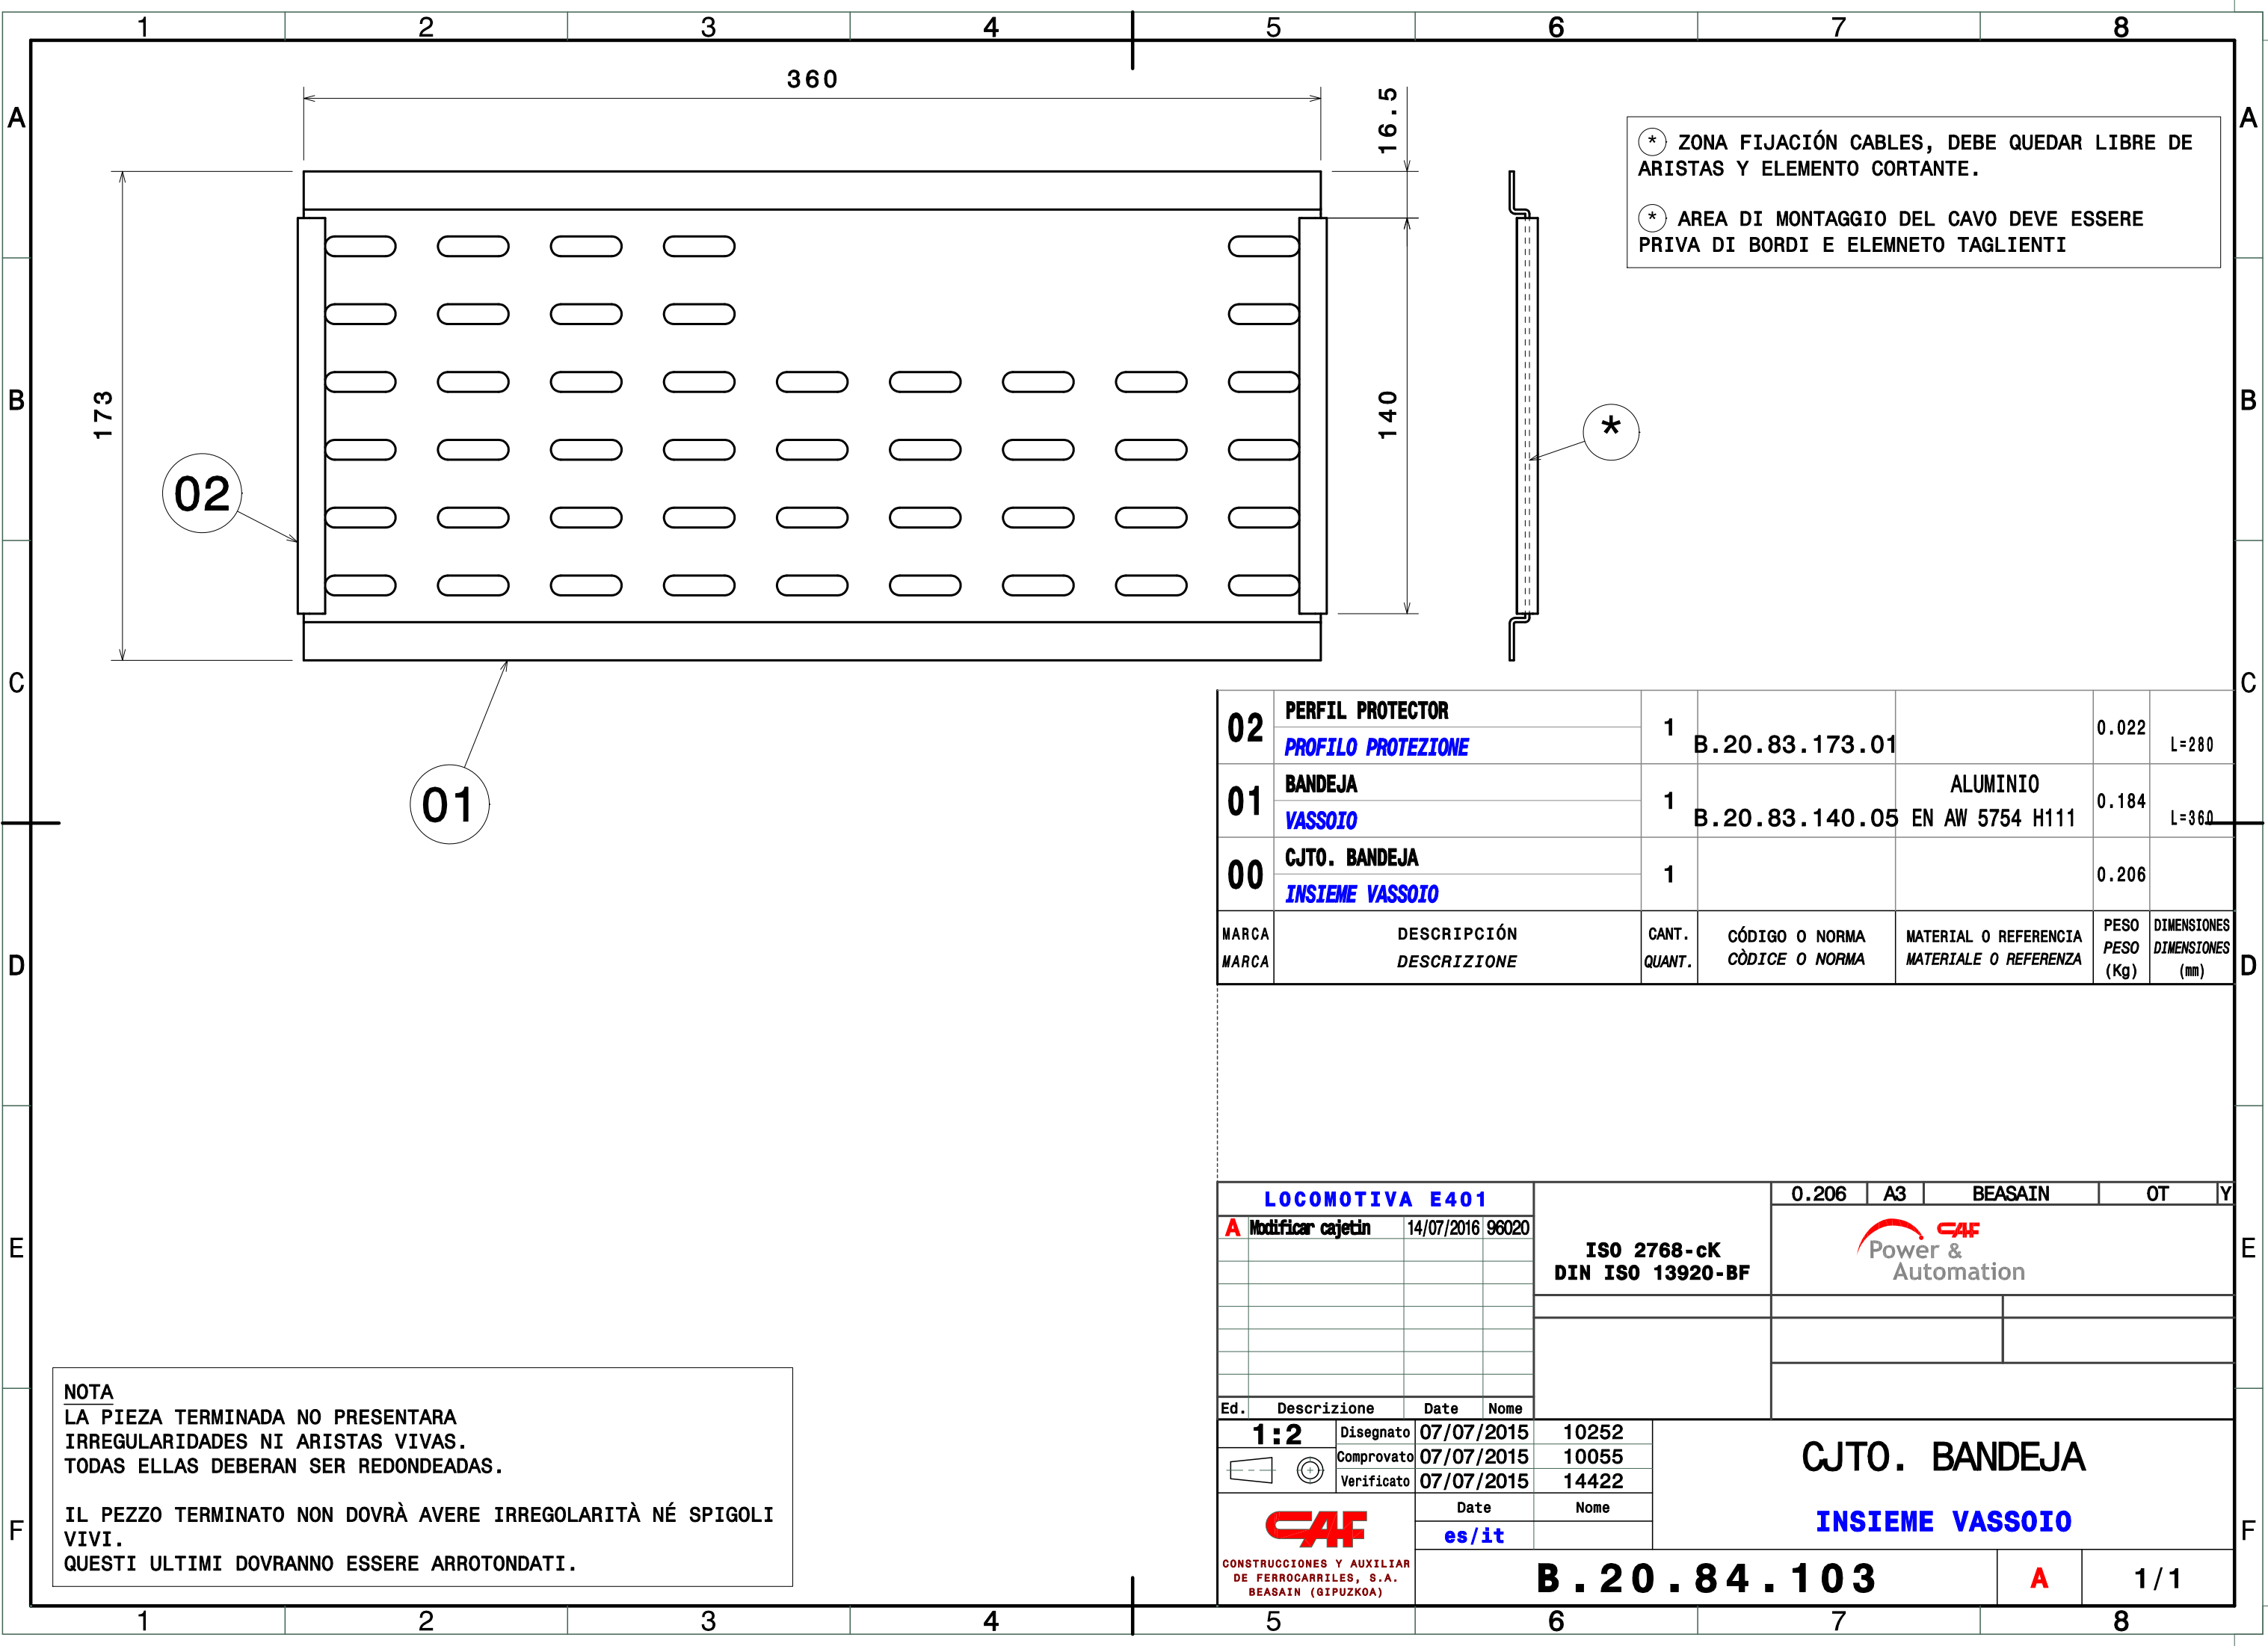 1 2 3 4 5 6 7 8
A A
B B
C C
D D
E E
F F
360
16.5
173
140
02
01
*
* ZONA FIJACIÓN CABLES, DEBE QUEDAR LIBRE DE
ARISTAS Y ELEMENTO CORTANTE.
* AREA DI MONTAGGIO DEL CAVO DEVE ESSERE
PRIVA DI BORDI E ELEMNETO TAGLIENTI
02 PERFIL PROTECTOR 1 B.20.83.173.01 0.022 L=280
PROFILO PROTEZIONE
01 BANDEJA 1 B.20.83.140.05 ALUMINIO 0.184 L=360
VASSOIO EN AW 5754 H111
00 CJTO. BANDEJA 1 0.206
INSIEME VASSOIO
MARCA DESCRIPCIÓN CANT. CÓDIGO O NORMA MATERIAL O REFERENCIA PESO DIMENSIONES
MARCA DESCRIZIONE QUANT. CÒDICE O NORMA MATERIALE O REFERENZA PESO DIMENSIONES
(Kg) (mm)
LOCOMOTIVA E401
A Modificar cajetin 14/07/2016 96020
Ed. Descrizione Date Nome
ISO 2768-cK
DIN ISO 13920-BF
0.206 A3 BEASAIN OT Y
CAF
Power &
Automation
1:2
Disegnato 07/07/2015 10252
Comprovato 07/07/2015 10055
Verificato 07/07/2015 14422
Date Nome
es/it
CAF
CONSTRUCCIONES Y AUXILIAR
DE FERROCARRILES, S.A.
BEASAIN (GIPUZKOA)
CJTO. BANDEJA
INSIEME VASSOIO
B.20.84.103 A 1/1
NOTA
LA PIEZA TERMINADA NO PRESENTARA
IRREGULARIDADES NI ARISTAS VIVAS.
TODAS ELLAS DEBERAN SER REDONDEADAS.
IL PEZZO TERMINATO NON DOVRÀ AVERE IRREGOLARITÀ NÉ SPIGOLI
VIVI.
QUESTI ULTIMI DOVRANNO ESSERE ARROTONDATI.
1 2 3 4 5 6 7 8